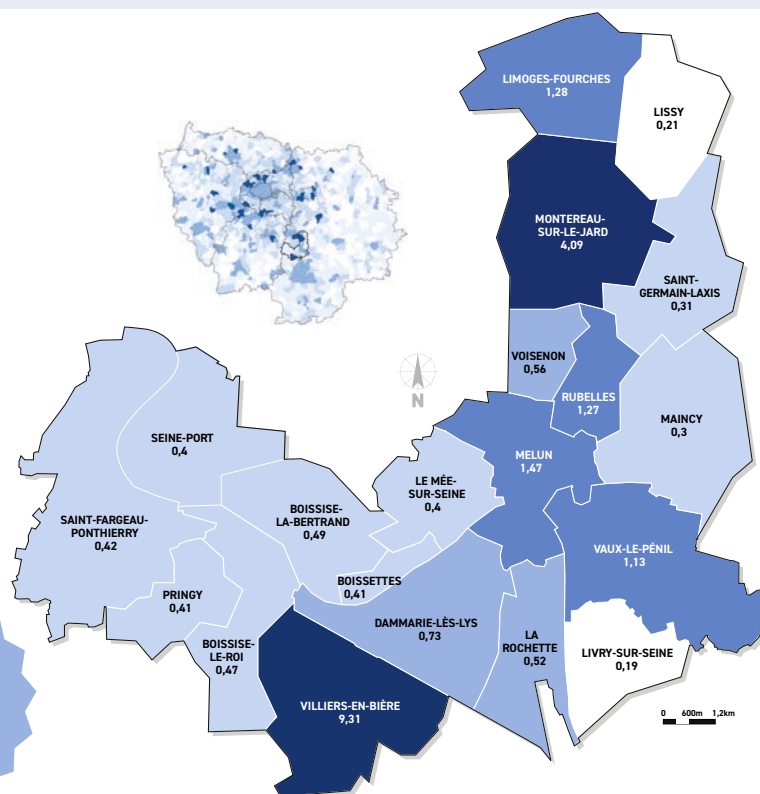 LIMOGES-FOURCHES
1,28
LISSY
0,21
MONTEREAU-
SUR-LE-JARD
4,09
SAINT-
GERMAIN-LAXIS
0,31
VOISENON
0,56
RUBELLES
1,27
MAINCY
0,3
N
SEINE-PORT
0,4
MELUN
1,47
LE MÉE-
SUR-SEINE
0,4
BOISSISE-
LA-BERTRAND
0,49
SAINT-FARGEAU-
PONTHIERRY
0,42
VAUX-LE-PÉNIL
1,13
BOISSETTES
0,41
PRINGY
0,41
DAMMARIE-LÈS-LYS
0,73
LA
ROCHETTE
0,52
BOISSISE-
LE-ROI
0,47
LIVRY-SUR-SEINE
0,19
VILLIERS-EN-BIÈRE
9,31
0 600m 1,2km